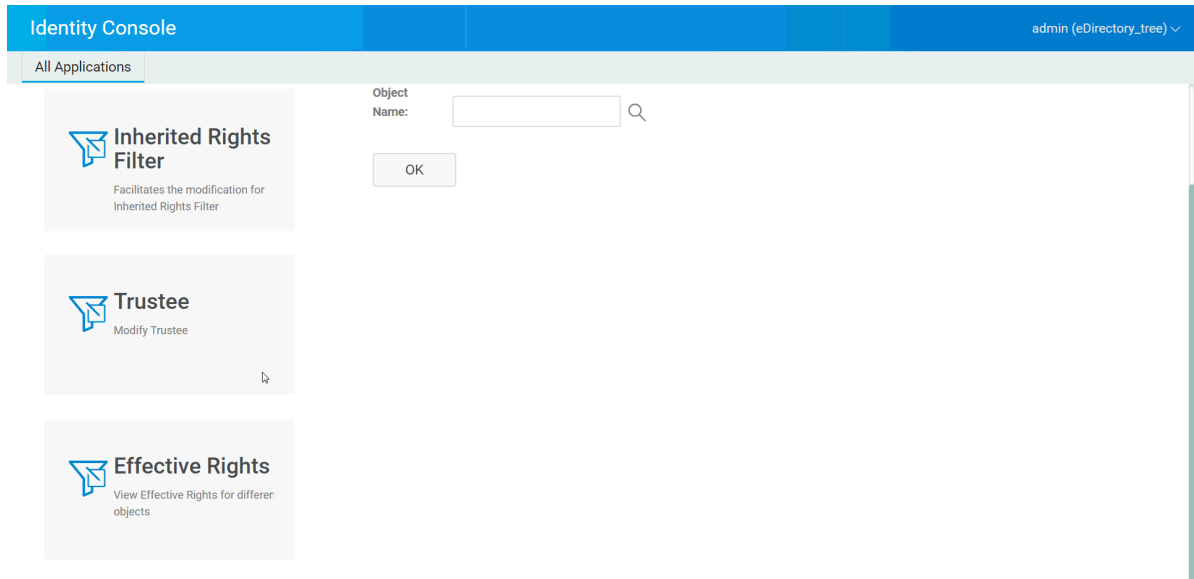 Identity Console
admin (eDirectory_tree)
All Applications
Inherited Rights
Filter
Facilitates the modification for
Inherited Rights Filter
Trustee
Modify Trustee
Effective Rights
View Effective Rights for differen
objects
Object
Name:
OK